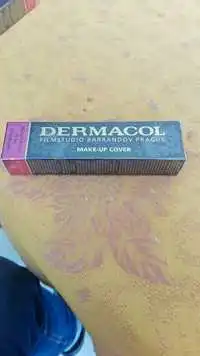 DERMACOL
FILMSTUDIO BARRANDOV PRAGUE
MAKE-UP COVER